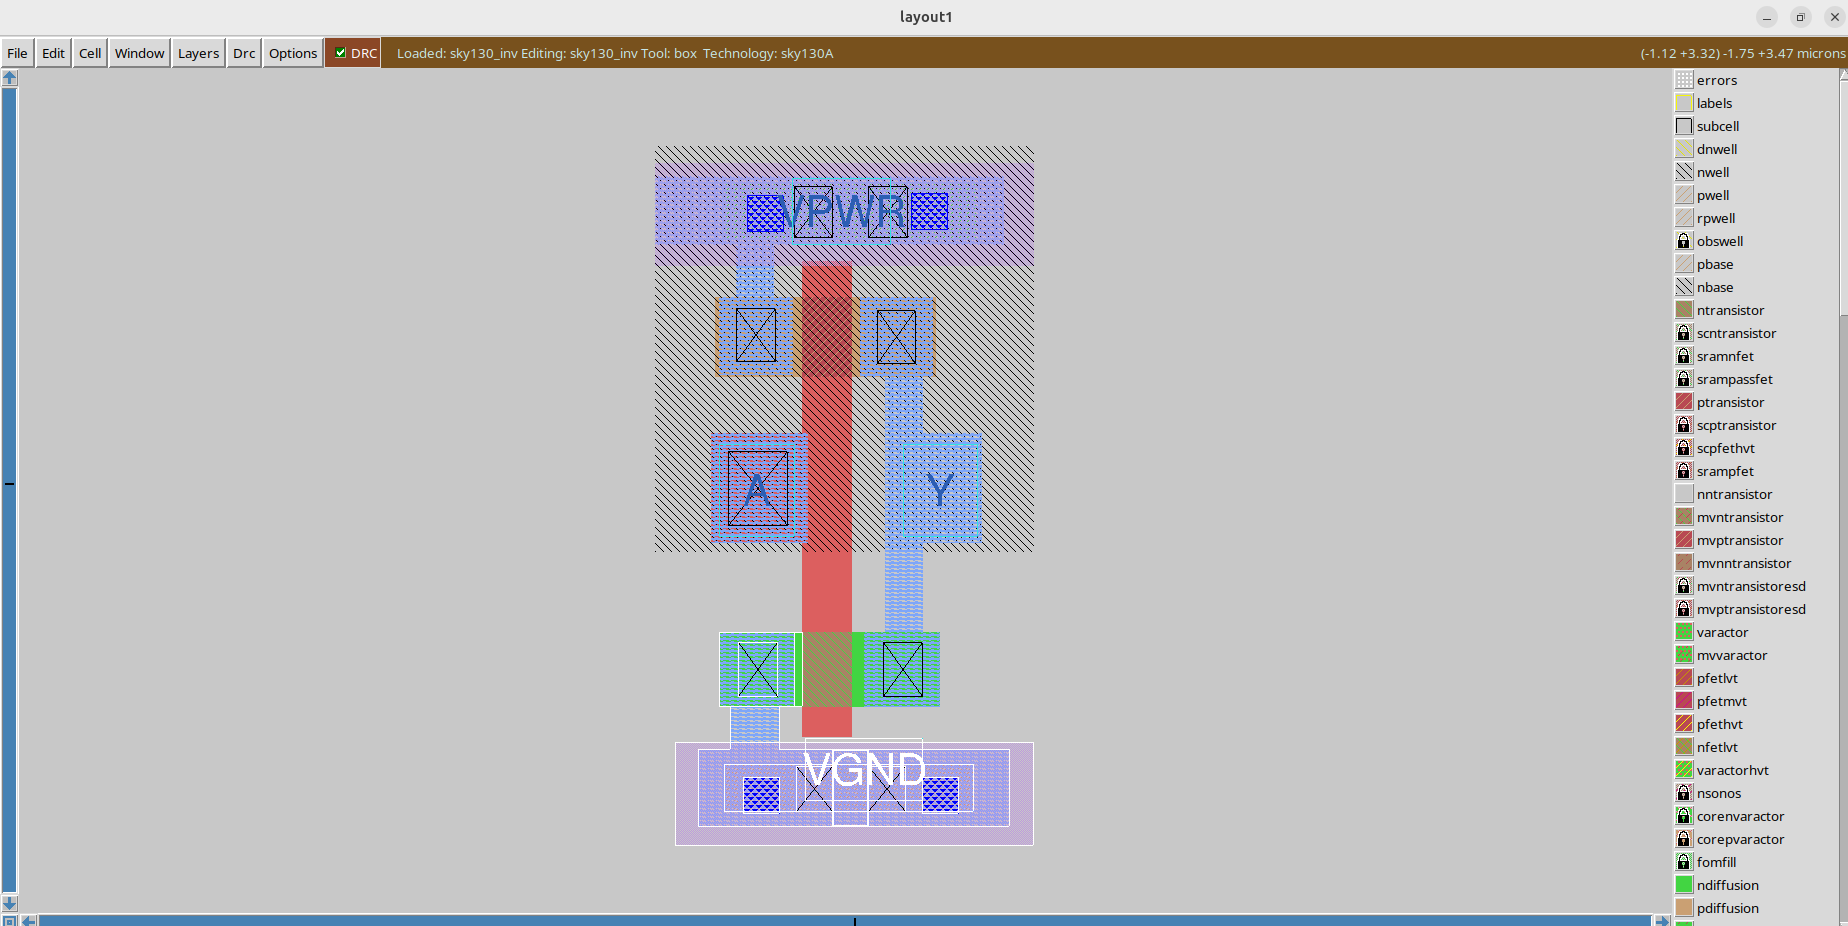 layout1
File Edit Cell Window Layers Drc Options DRC Loaded: sky130_inv Editing: sky130_inv Tool: box Technology: sky130A (-1.12 +3.32) -1.75 +3.47 microns
VPWR
A
Y
VGND
errors
labels
subcell
dnwell
nwell
pwell
rpwell
obswell
pbase
nbase
ntransistor
scntransistor
sramnfet
srampassfet
ptransistor
scptransistor
scpfethvt
srampfet
nntransistor
mvntransistor
mvptransistor
mvnntransistor
mvntransistoresd
mvptransistoresd
varactor
mvvaractor
pfetlvt
pfetmvt
pfethvt
nfetlvt
varactorhvt
nsonos
corenvaractor
corepvaractor
fomfill
ndiffusion
pdiffusion